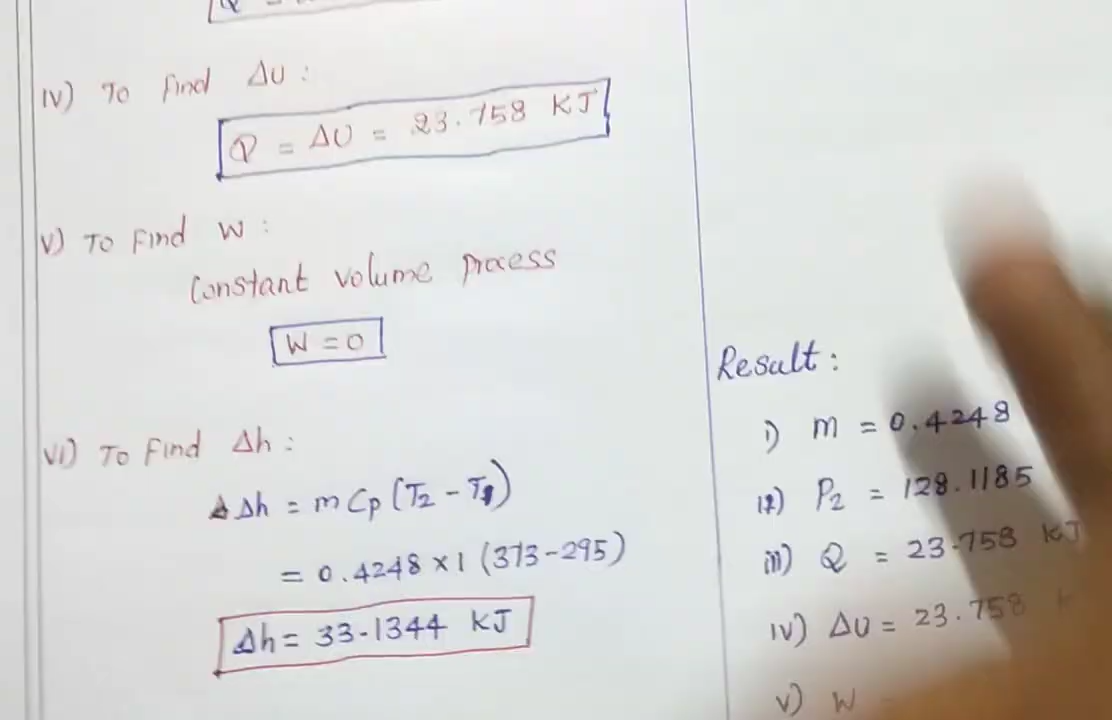 IV) To find ΔU :
Q = ΔU = 23.758 KJ
V) To Find W :
Constant volume process
W = 0
VI) To Find Δh :
Δh = m Cp (T2 - T1)
= 0.4248 × 1 (373 - 295)
Δh = 33.1344 KJ
Result :
i) m = 0.4248
ii) P2 = 128.1185
iii) Q = 23.758 KJ
iv) ΔU = 23.758
v) W